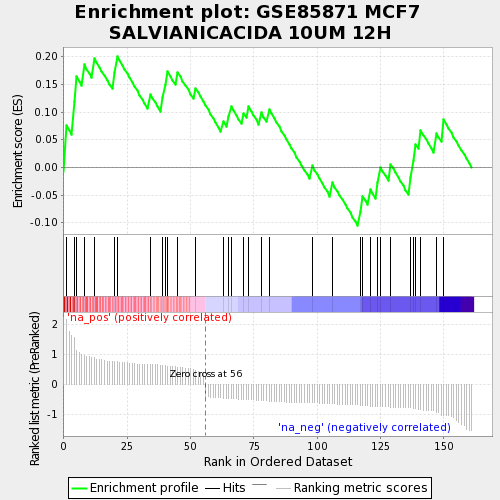 Enrichment plot: GSE85871 MCF7
SALVIANICACIDA 10UM 12H
Enrichment score (ES)
0.20
0.15
0.10
0.05
0.00
-0.05
-0.10
'na_pos' (positively correlated)
Ranked list metric (PreRanked)
2
1
0
-1
Zero cross at 56
'na_neg' (negatively correlated)
0 25 50 75 100 125 150
Rank in Ordered Dataset
Enrichment profile Hits Ranking metric scores